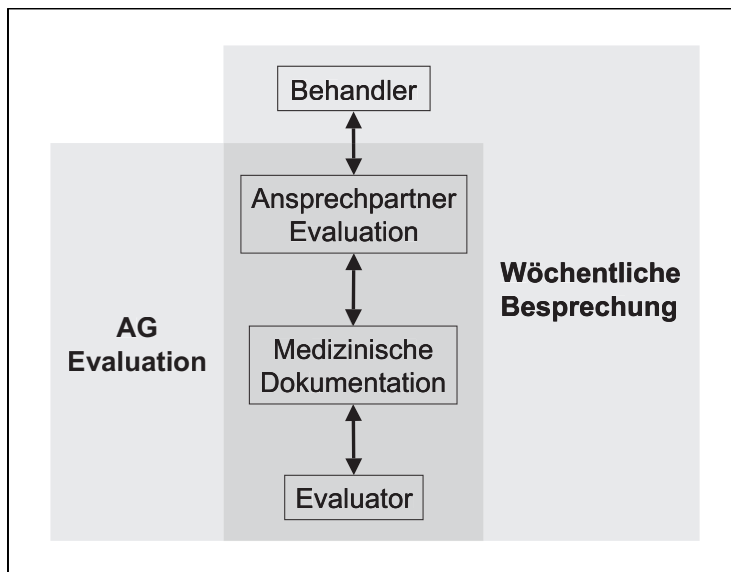 Behandler
Ansprechpartner
Evaluation
Wöchentliche
Besprechung
AG
Evaluation
Medizinische
Dokumentation
Evaluator